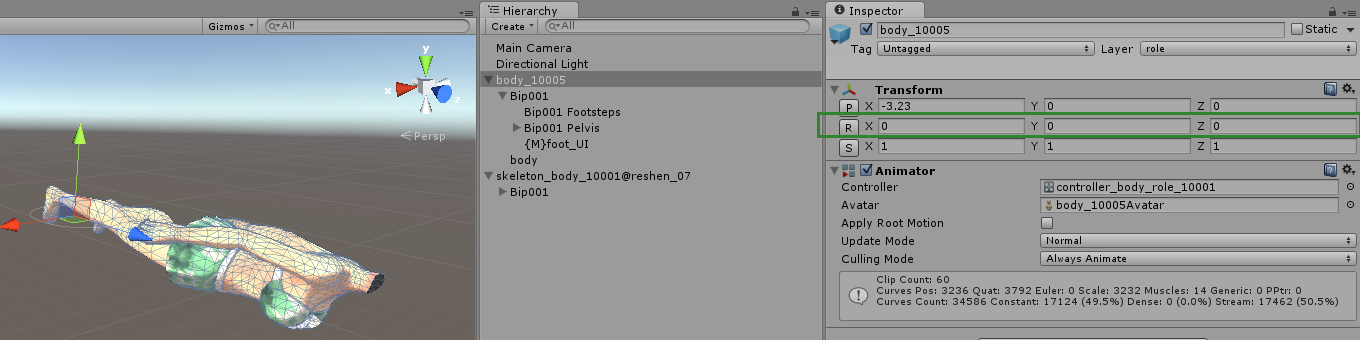 Gizmos All
y
x
z
Persp
Hierarchy
Create All
Main Camera
Directional Light
body_10005
Bip001
Bip001 Footsteps
Bip001 Pelvis
{M}foot_UI
body
skeleton_body_10001@reshen_07
Bip001
Inspector
body_10005 Static
Tag Untagged Layer role
Transform
P X -3.23 Y 0 Z 0
R X 0 Y 0 Z 0
S X 1 Y 1 Z 1
Animator
Controller controller_body_role_10001
Avatar body_10005Avatar
Apply Root Motion
Update Mode Normal
Culling Mode Always Animate
Clip Count: 60
Curves Pos: 3236 Quat: 3792 Euler: 0 Scale: 3232 Muscles: 14 Generic: 0 PPtr: 0
Curves Count: 34586 Constant: 17124 (49.5%) Dense: 0 (0.0%) Stream: 17462 (50.5%)